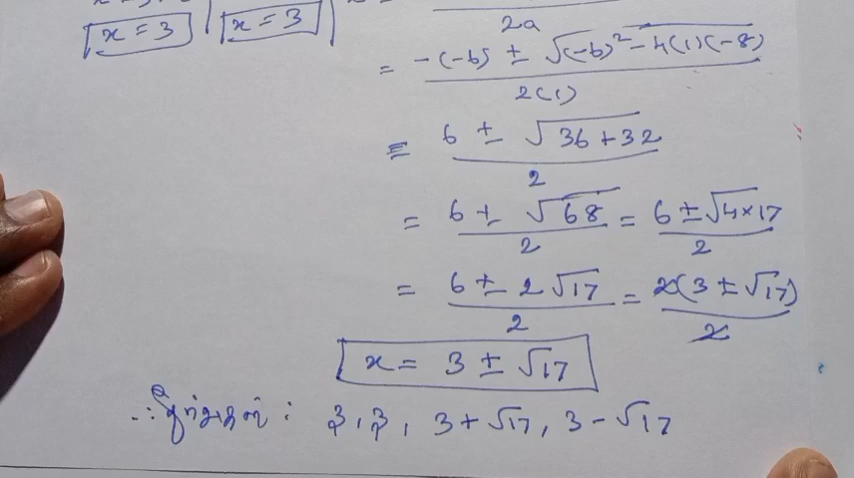 x = 3 | x = 3
2a
= -(-6) ± √(-6)² - 4(1)(-8) / 2(1)
= 6 ± √36+32 / 2
= 6 ± √68 / 2 = 6 ± √4×17 / 2
= 6 ± 2√17 / 2 = 2(3 ± √17) / 2
x = 3 ± √17
∴ தீர்வுகள் : 3, 3, 3 + √17, 3 - √17